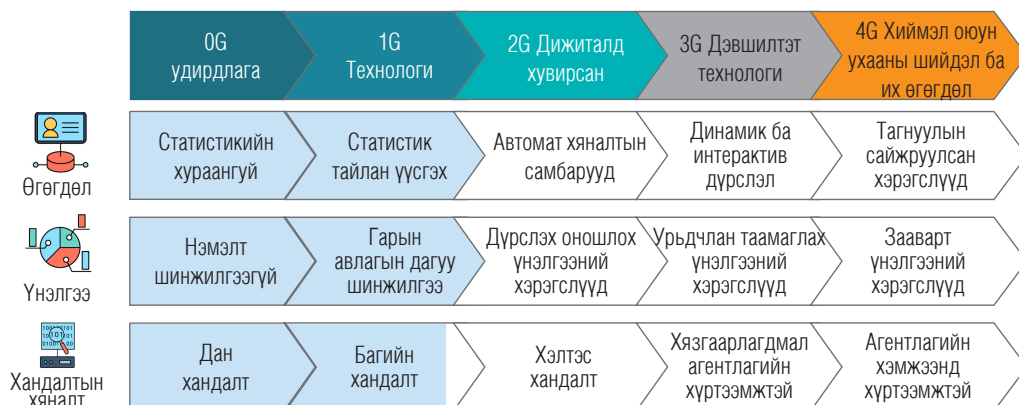 0G
удирдлага
1G
Технологи
2G Дижиталд
хувирсан
3G Дэвшилтэт
технологи
4G Хиймэл оюун
ухааны шийдэл ба
их өгөгдөл
Өгөгдөл
Статистикийн
хураангуй
Статистик
тайлан үүсгэх
Автомат хяналтын
самбарууд
Динамик ба
интерактив
дүрслэл
Тагнуулын
сайжруулсан
хэрэгслүүд
Үнэлгээ
Нэмэлт
шинжилгээгүй
Гарын
авлагын дагуу
шинжилгээ
Дүрслэх оношлох
үнэлгээний
хэрэгслүүд
Урьдчлан таамаглах
үнэлгээний
хэрэгслүүд
Зааварт
үнэлгээний
хэрэгслүүд
Хандалтын
хяналт
Дан
хандалт
Багийн
хандалт
Хэлтэс
хандалт
Хязгаарлагдмал
агентлагийн
хүртээмжтэй
Агентлагийн
хэмжээнд
хүртээмжтэй